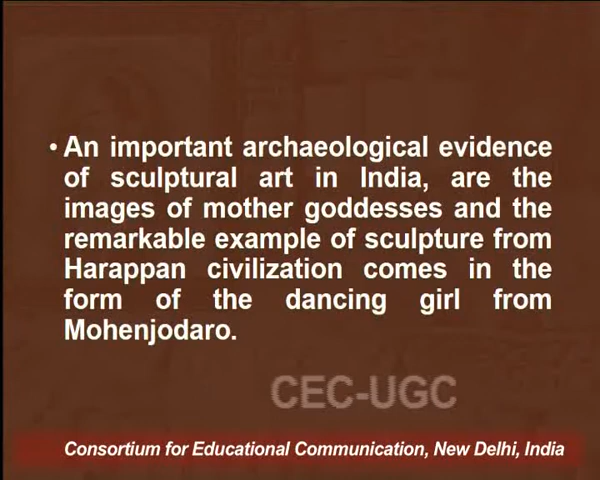 • An important archaeological evidence
of sculptural art in India, are the
images of mother goddesses and the
remarkable example of sculpture from
Harappan civilization comes in the
form of the dancing girl from
Mohenjodaro.
CEC-UGC
Consortium for Educational Communication, New Delhi, India